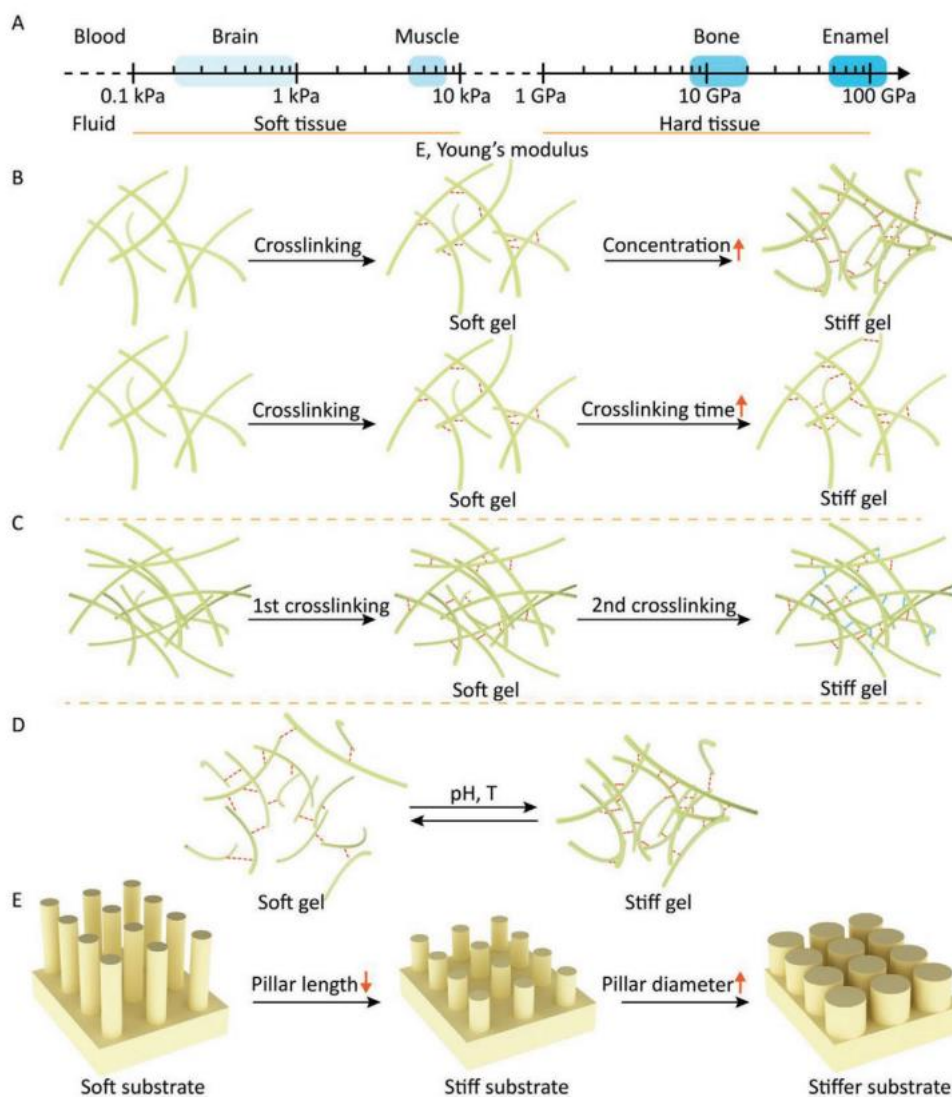 A
Blood Brain Muscle Bone Enamel
0.1 kPa 1 kPa 10 kPa 1 GPa 10 GPa 100 GPa
Fluid Soft tissue Hard tissue
E, Young's modulus
B
Crosslinking Concentration
Soft gel Stiff gel
Crosslinking Crosslinking time
Soft gel Stiff gel
C
1st crosslinking 2nd crosslinking
Soft gel Stiff gel
D
pH, T
Soft gel Stiff gel
E
Pillar length Pillar diameter
Soft substrate Stiff substrate Stiffer substrate